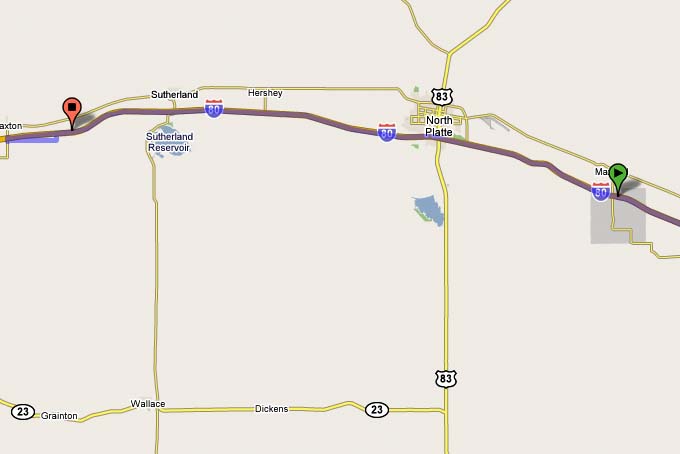 83
Sutherland
Hershey
80
axton
80
North
Platte
Sutherland
Reservoir
Ma
80
83
Wallace
Dickens
23
Grainton
23